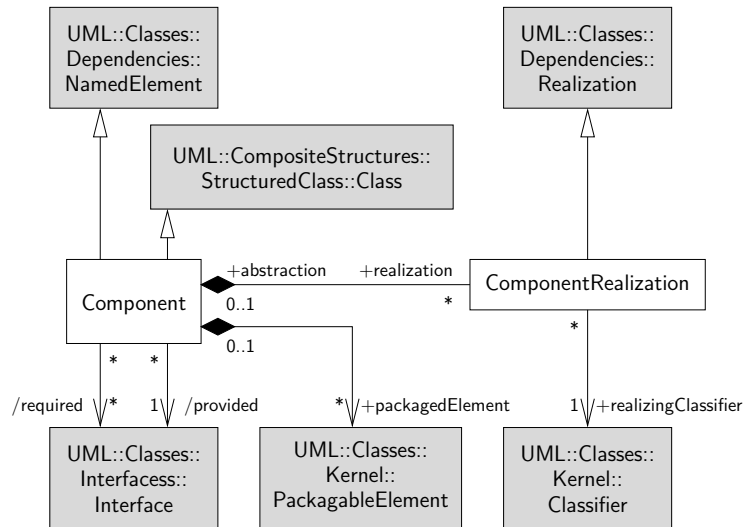 UML::Classes::
Dependencies::
NamedElement
UML::Classes::
Dependencies::
Realization
UML::CompositeStructures::
StructuredClass::Class
Component
+abstraction
+realization
0..1
*
ComponentRealization
0..1
*
*
*
*
/required
*
1
/provided
*
+packagedElement
1
+realizingClassifier
UML::Classes::
Interfacess::
Interface
UML::Classes::
Kernel::
PackagableElement
UML::Classes::
Kernel::
Classifier